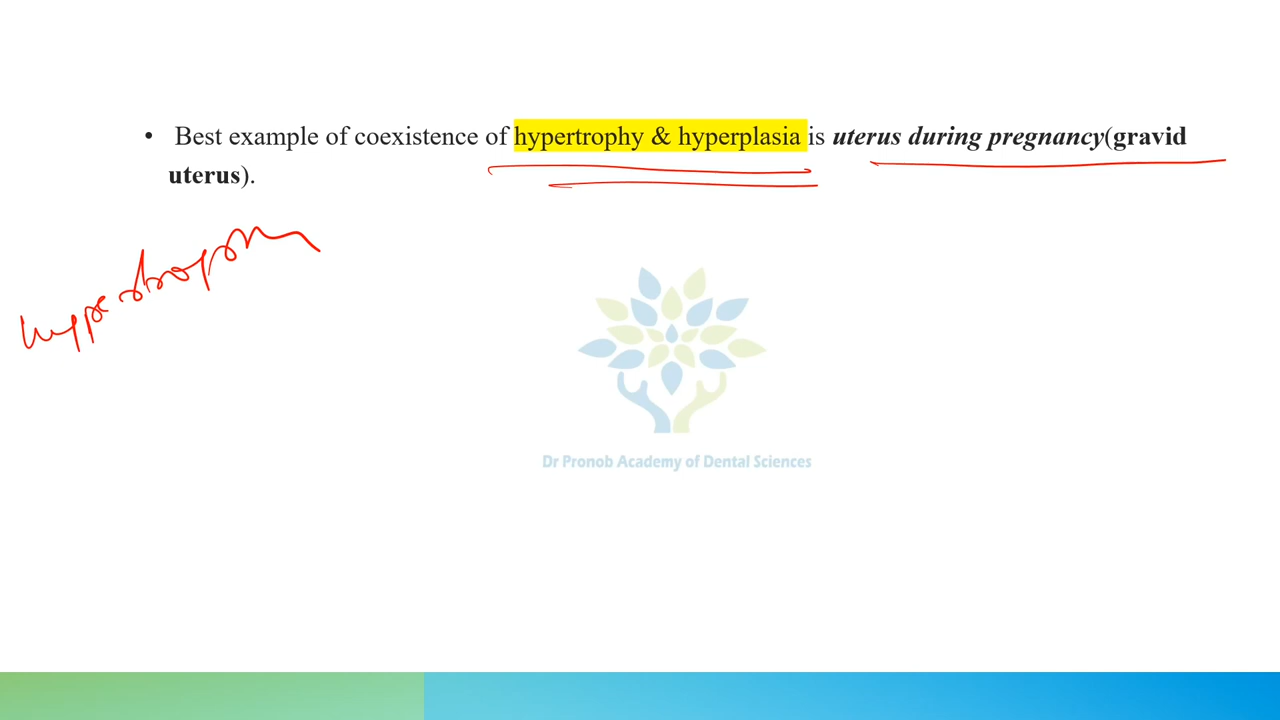 • Best example of coexistence of hypertrophy & hyperplasia is uterus during pregnancy(gravid
uterus).
hypertrophy
Dr Pronob Academy of Dental Sciences